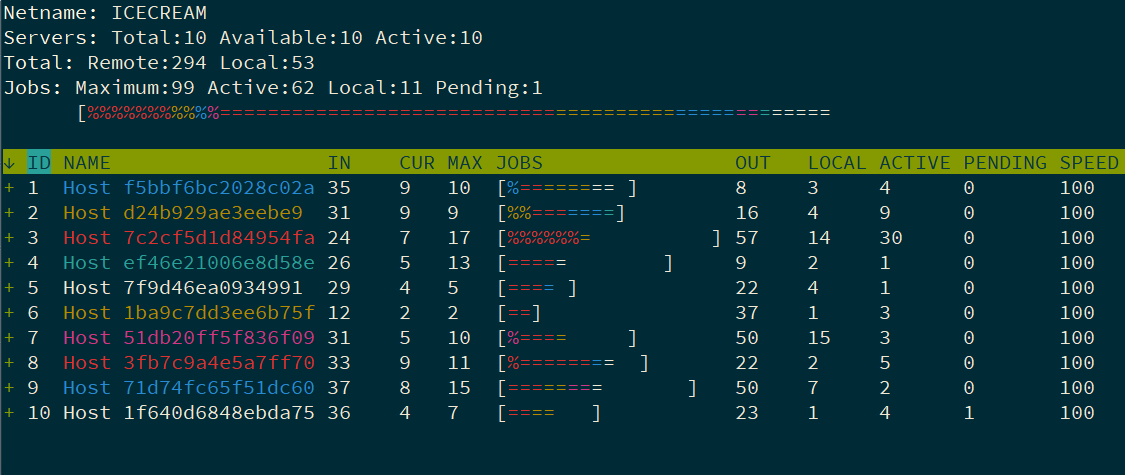 Netname: ICECREAM
Servers: Total:10 Available:10 Active:10
Total: Remote:294 Local:53
Jobs: Maximum:99 Active:62 Local:11 Pending:1
[%%%%%%%%%%%===================================================
↓ ID NAME IN CUR MAX JOBS OUT LOCAL ACTIVE PENDING SPEED
+ 1 Host f5bbf6bc2028c02a 35 9 10 [%======== ] 8 3 4 0 100
+ 2 Host d24b929ae3eebe9 31 9 9 [%%=======] 16 4 9 0 100
+ 3 Host 7c2cf5d1d84954fa 24 7 17 [%%%%%%=          ] 57 14 30 0 100
+ 4 Host ef46e21006e8d58e 26 5 13 [=====        ] 9 2 1 0 100
+ 5 Host 7f9d46ea0934991 29 4 5 [==== ] 22 4 1 0 100
+ 6 Host 1ba9c7dd3ee6b75f 12 2 2 [==] 37 1 3 0 100
+ 7 Host 51db20ff5f836f09 31 5 10 [%====     ] 50 15 3 0 100
+ 8 Host 3fb7c9a4e5a7ff70 33 9 11 [%========  ] 22 2 5 0 100
+ 9 Host 71d74fc65f51dc60 37 8 15 [========       ] 50 7 2 0 100
+ 10 Host 1f640d6848ebda75 36 4 7 [====   ] 23 1 4 1 100